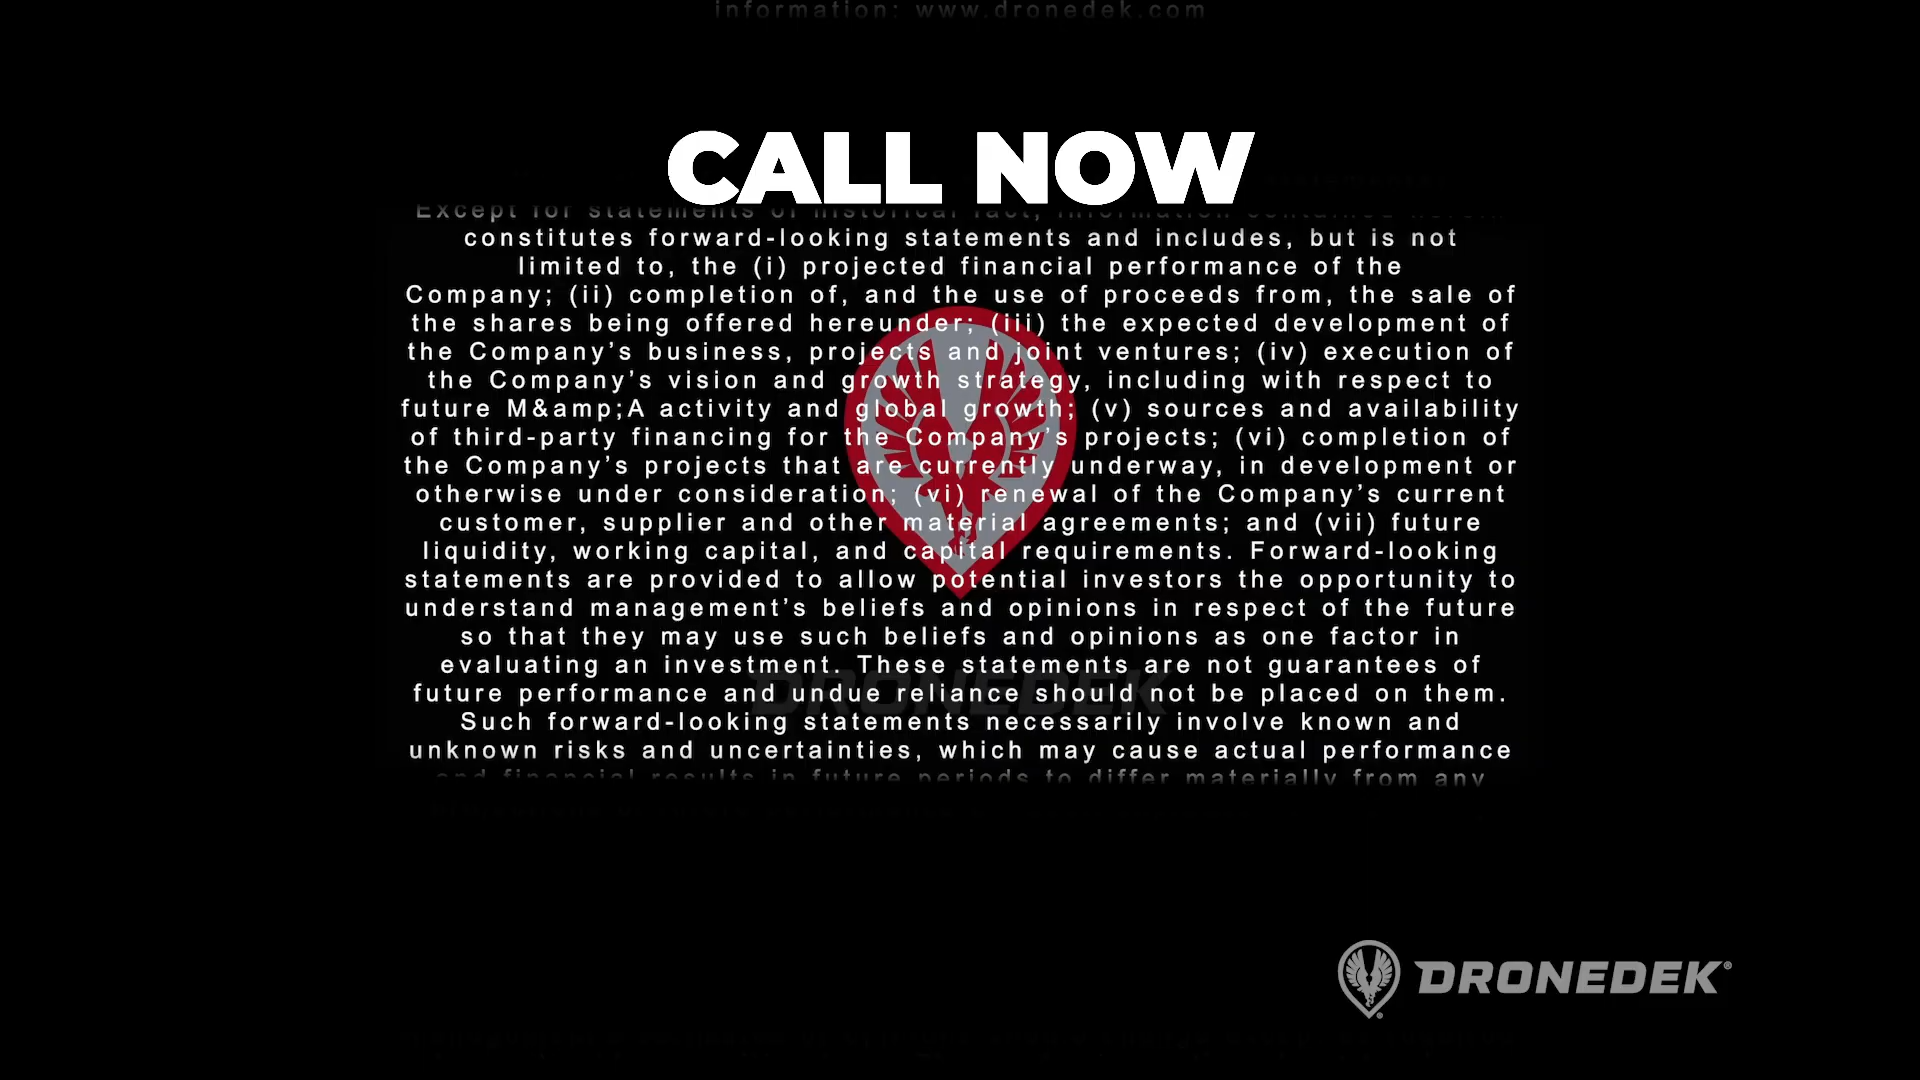 information: www.dronedek.com
CALL NOW
Except for statements of historical fact, information contained herein
constitutes forward-looking statements and includes, but is not
limited to, the (i) projected financial performance of the
Company; (ii) completion of, and the use of proceeds from, the sale of
the shares being offered hereunder; (iii) the expected development of
the Company’s business, projects and joint ventures; (iv) execution of
the Company’s vision and growth strategy, including with respect to
future M&amp;A activity and global growth; (v) sources and availability
of third-party financing for the Company’s projects; (vi) completion of
the Company’s projects that are currently underway, in development or
otherwise under consideration; (vi) renewal of the Company’s current
customer, supplier and other material agreements; and (vii) future
liquidity, working capital, and capital requirements. Forward-looking
statements are provided to allow potential investors the opportunity to
understand management’s beliefs and opinions in respect of the future
so that they may use such beliefs and opinions as one factor in
evaluating an investment. These statements are not guarantees of
DRONEDEK
future performance and undue reliance should not be placed on them.
Such forward-looking statements necessarily involve known and
unknown risks and uncertainties, which may cause actual performance
and financial results in future periods to differ materially from any
DRONEDEK®